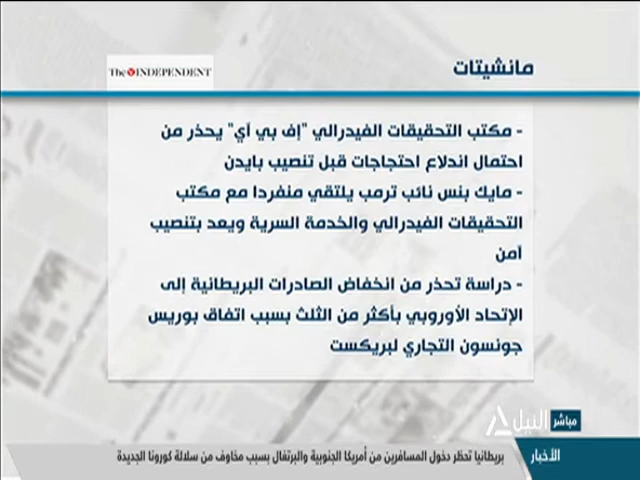 مانشيتات
The INDEPENDENT
- مكتب التحقيقات الفيدرالي "إف بي آي" يحذر من
احتمال اندلاع احتجاجات قبل تنصيب بايدن
- مايك بنس نائب ترمب يلتقي منفردا مع مكتب
التحقيقات الفيدرالي والخدمة السرية ويعد بتنصيب
آمن
- دراسة تحذر من انخفاض الصادرات البريطانية إلى
الإتحاد الأوروبي بأكثر من الثلث بسبب اتفاق بوريس
جونسون التجاري لبريكست
مباشر النيل
الأخبار
بريطانيا تحظر دخول المسافرين من أمريكا الجنوبية والبرتغال بسبب مخاوف من سلالة كورونا الجديدة